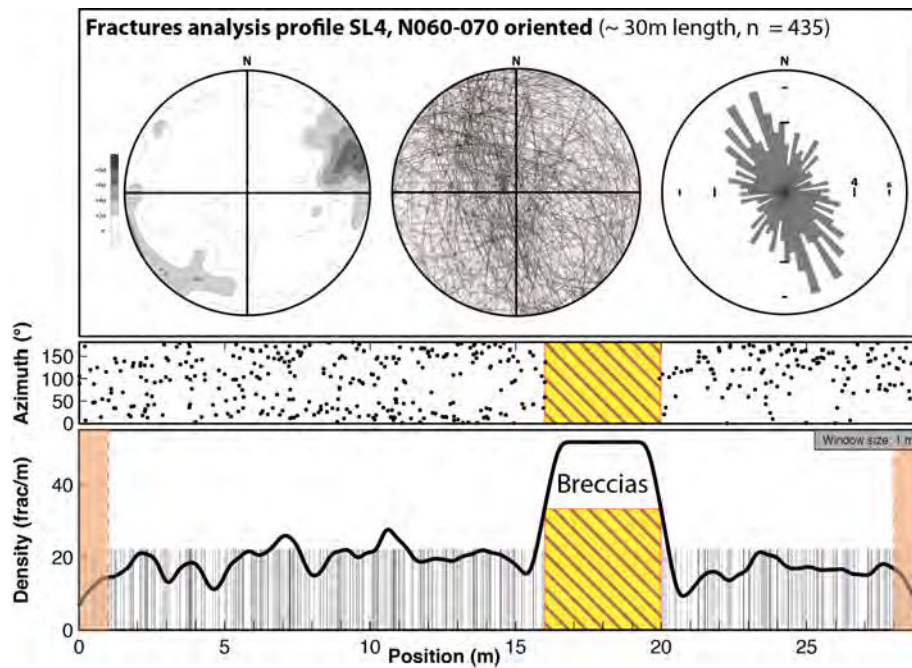 Fractures analysis profile SL4, N060-070 oriented (~ 30m length, n = 435)
N
N
N
4
Azimuth (°)
150
100
50
0
Density (frac/m)
40
20
0
Window size: 1 m
Breccias
0
5
10
15
20
25
Position (m)